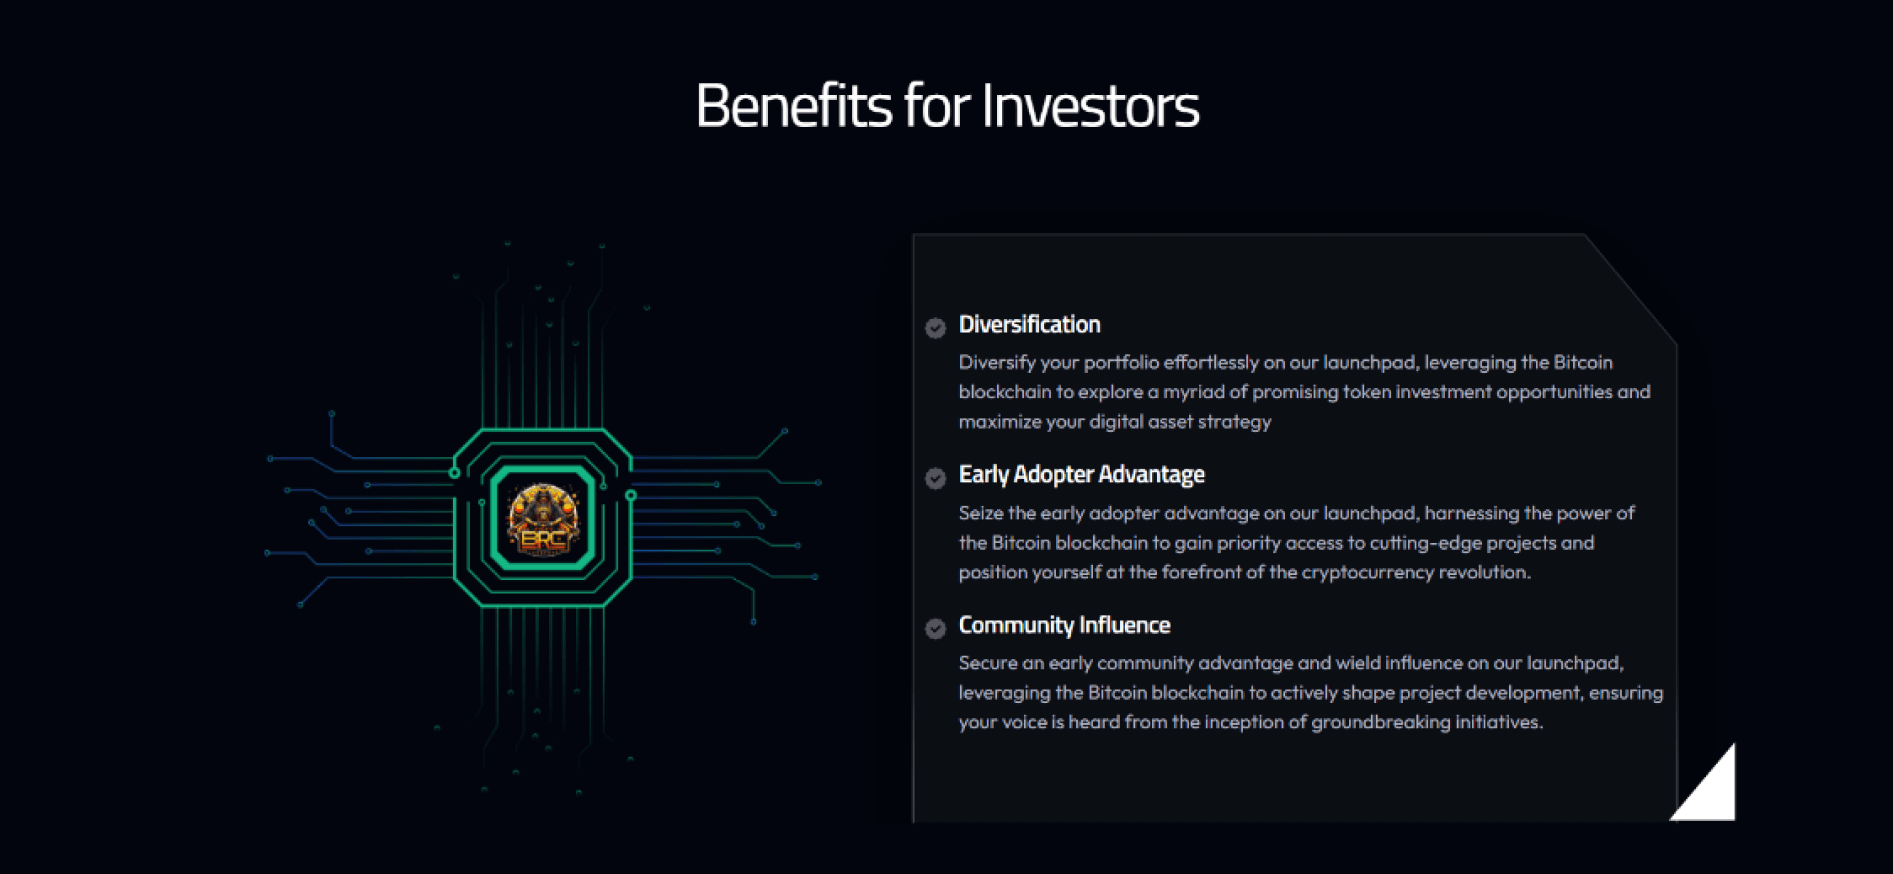 Benefits for Investors
BRC
Diversification
Diversify your portfolio effortlessly on our launchpad, leveraging the Bitcoin
blockchain to explore a myriad of promising token investment opportunities and
maximize your digital asset strategy
Early Adopter Advantage
Seize the early adopter advantage on our launchpad, harnessing the power of
the Bitcoin blockchain to gain priority access to cutting-edge projects and
position yourself at the forefront of the cryptocurrency revolution.
Community Influence
Secure an early community advantage and wield influence on our launchpad,
leveraging the Bitcoin blockchain to actively shape project development, ensuring
your voice is heard from the inception of groundbreaking initiatives.